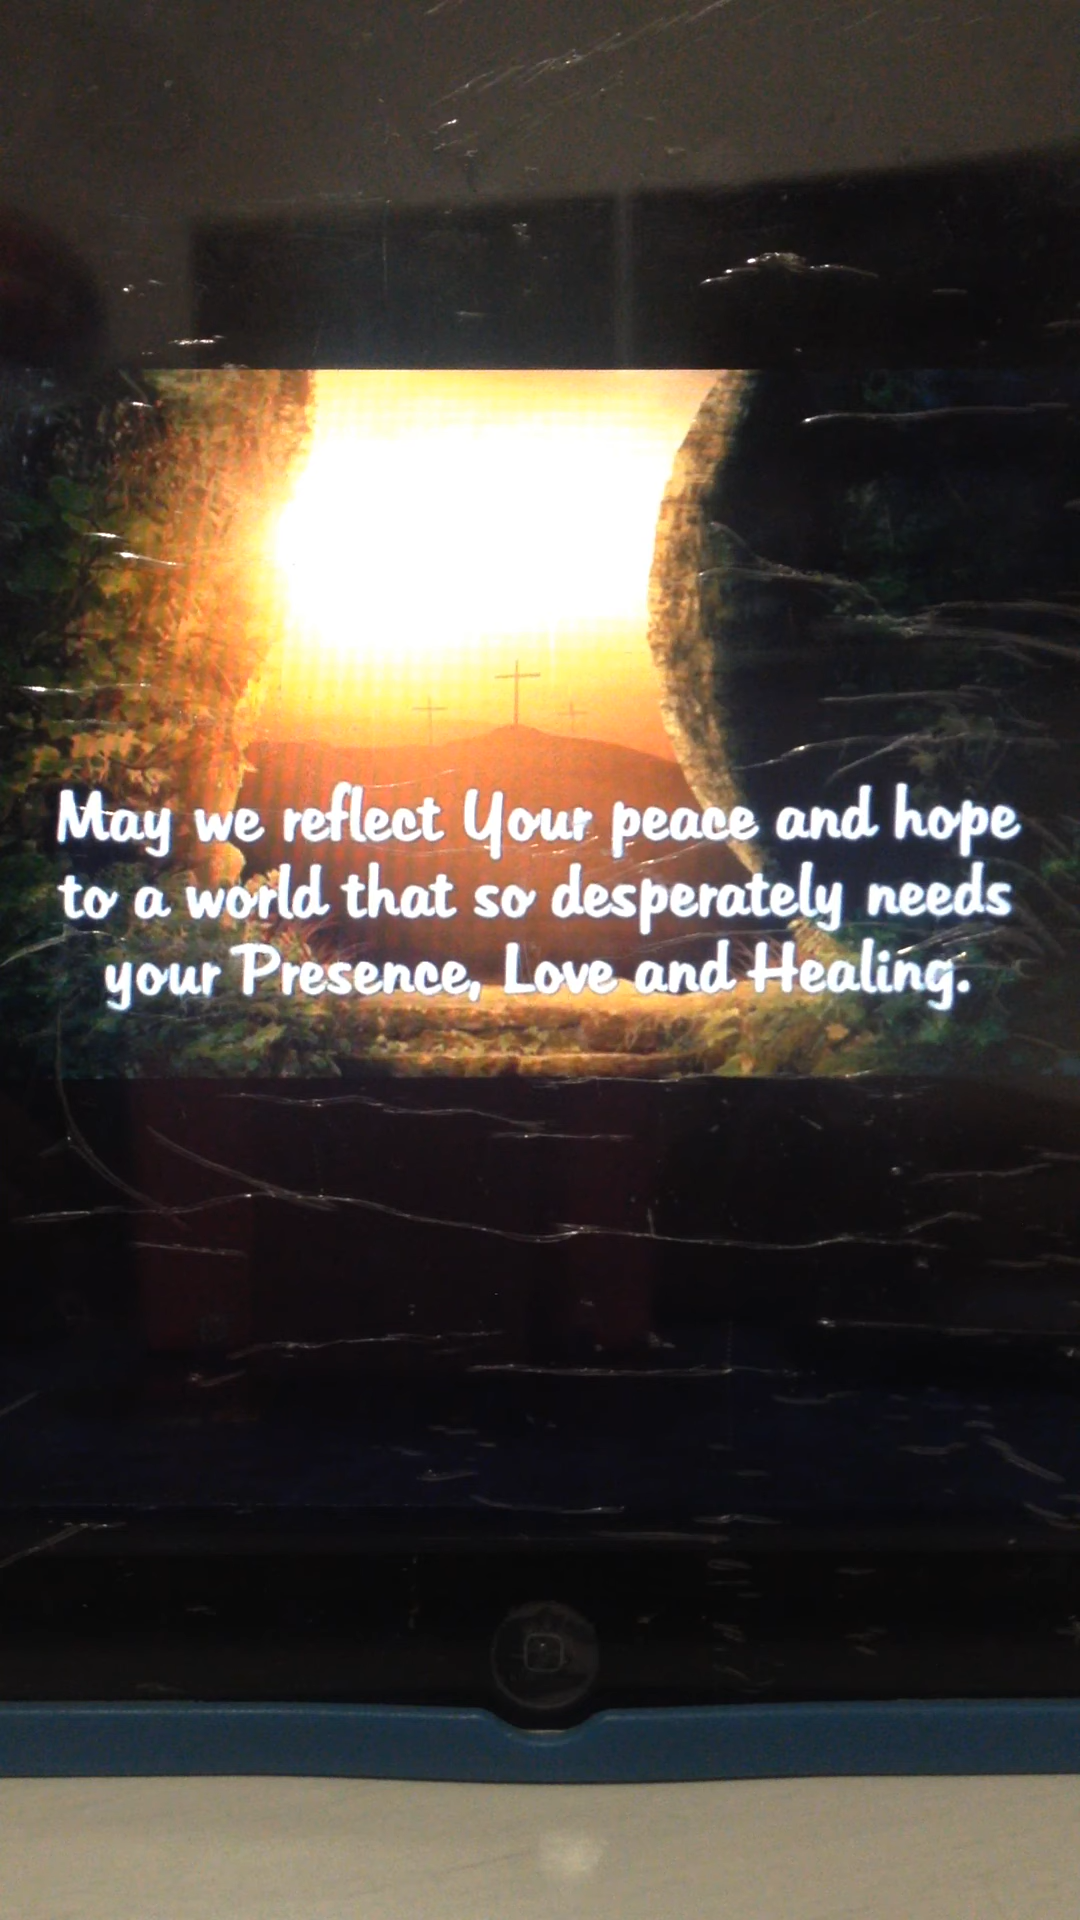 May we reflect Your peace and hope
to a world that so desperately needs
your Presence, Love and Healing.